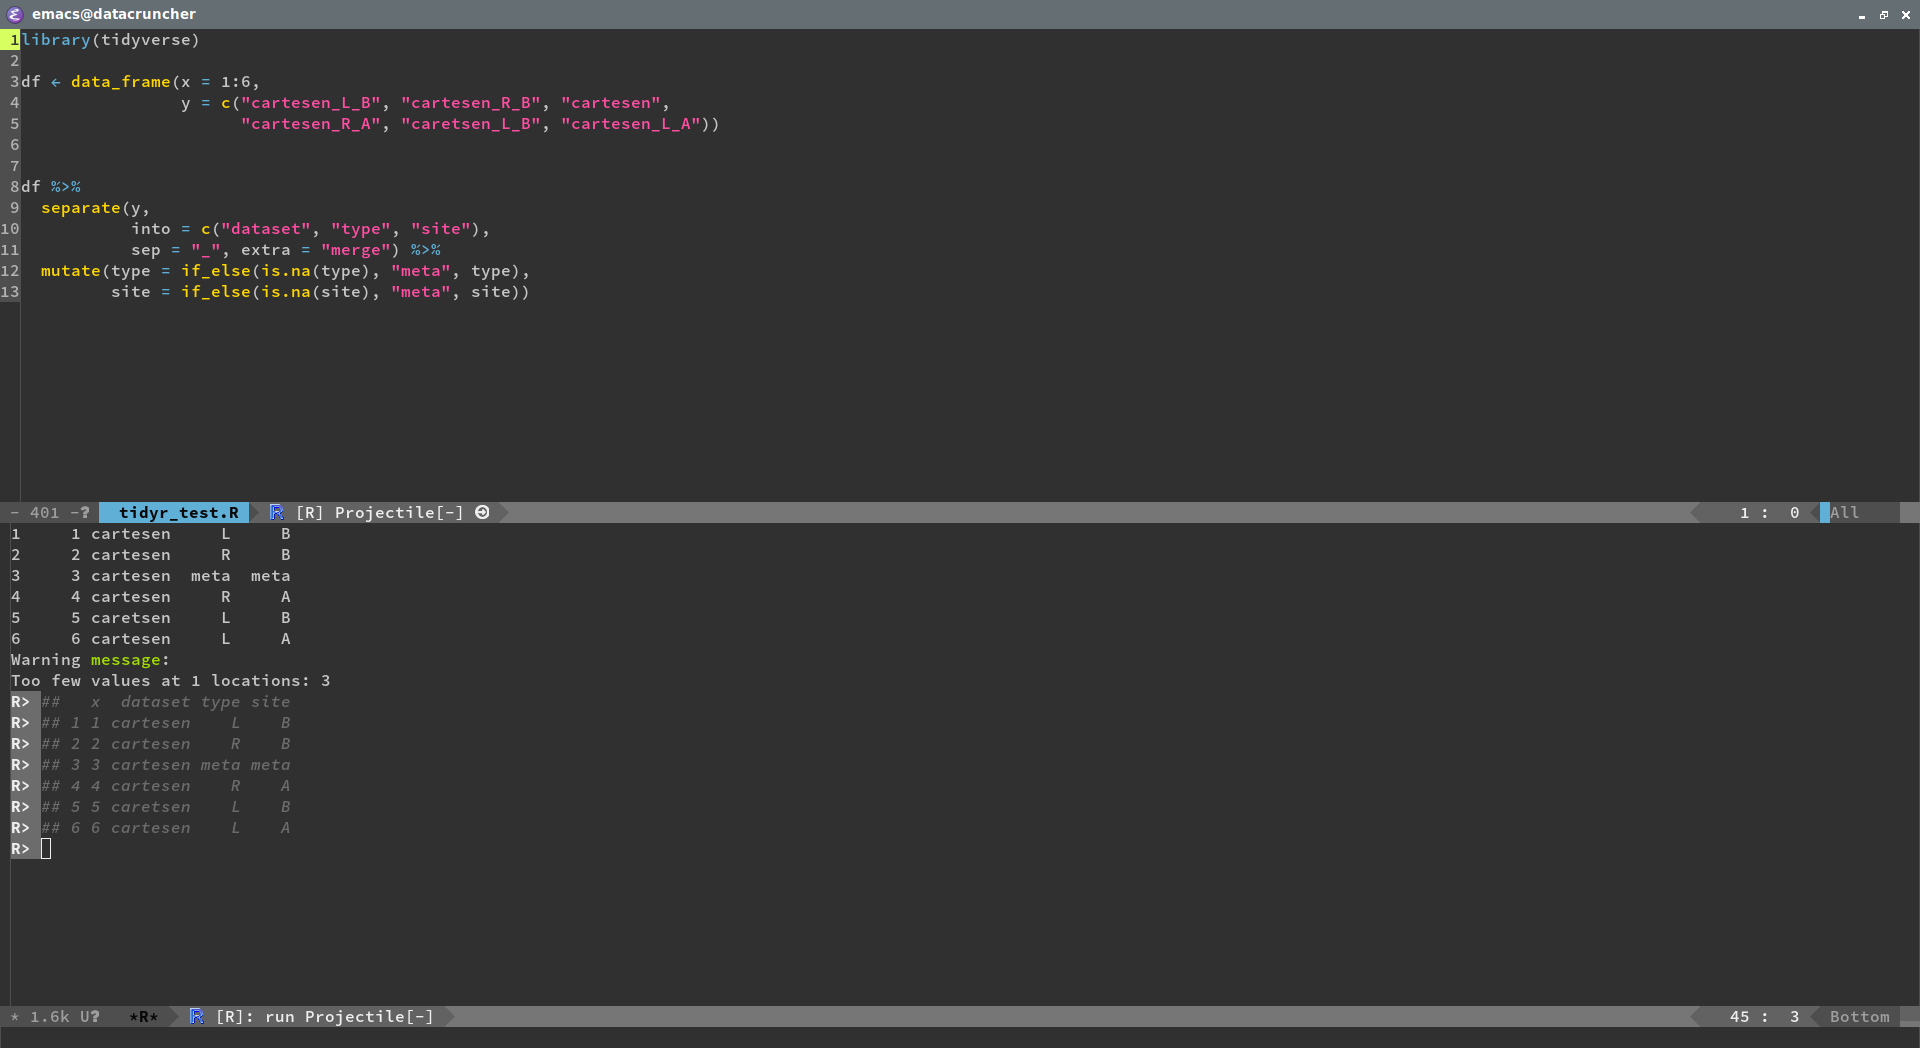 emacs@datacruncher
1 library(tidyverse)
2
3 df ← data_frame(x = 1:6,
4                 y = c("cartesen_L_B", "cartesen_R_B", "cartesen",
5                       "cartesen_R_A", "caretsen_L_B", "cartesen_L_A"))
6
7
8 df %>%
9   separate(y,
10           into = c("dataset", "type", "site"),
11           sep = "_", extra = "merge") %>%
12  mutate(type = if_else(is.na(type), "meta", type),
13         site = if_else(is.na(site), "meta", site))
- 401 -? tidyr_test.R R [R] Projectile[-] 1 : 0 All
1     1 cartesen     L     B
2     2 cartesen     R     B
3     3 cartesen  meta  meta
4     4 cartesen     R     A
5     5 caretsen     L     B
6     6 cartesen     L     A
Warning message:
Too few values at 1 locations: 3
R> ##   x  dataset type site
R> ## 1 1 cartesen    L    B
R> ## 2 2 cartesen    R    B
R> ## 3 3 cartesen meta meta
R> ## 4 4 cartesen    R    A
R> ## 5 5 caretsen    L    B
R> ## 6 6 cartesen    L    A
R>
* 1.6k U? *R* R [R]: run Projectile[-] 45 : 3 Bottom